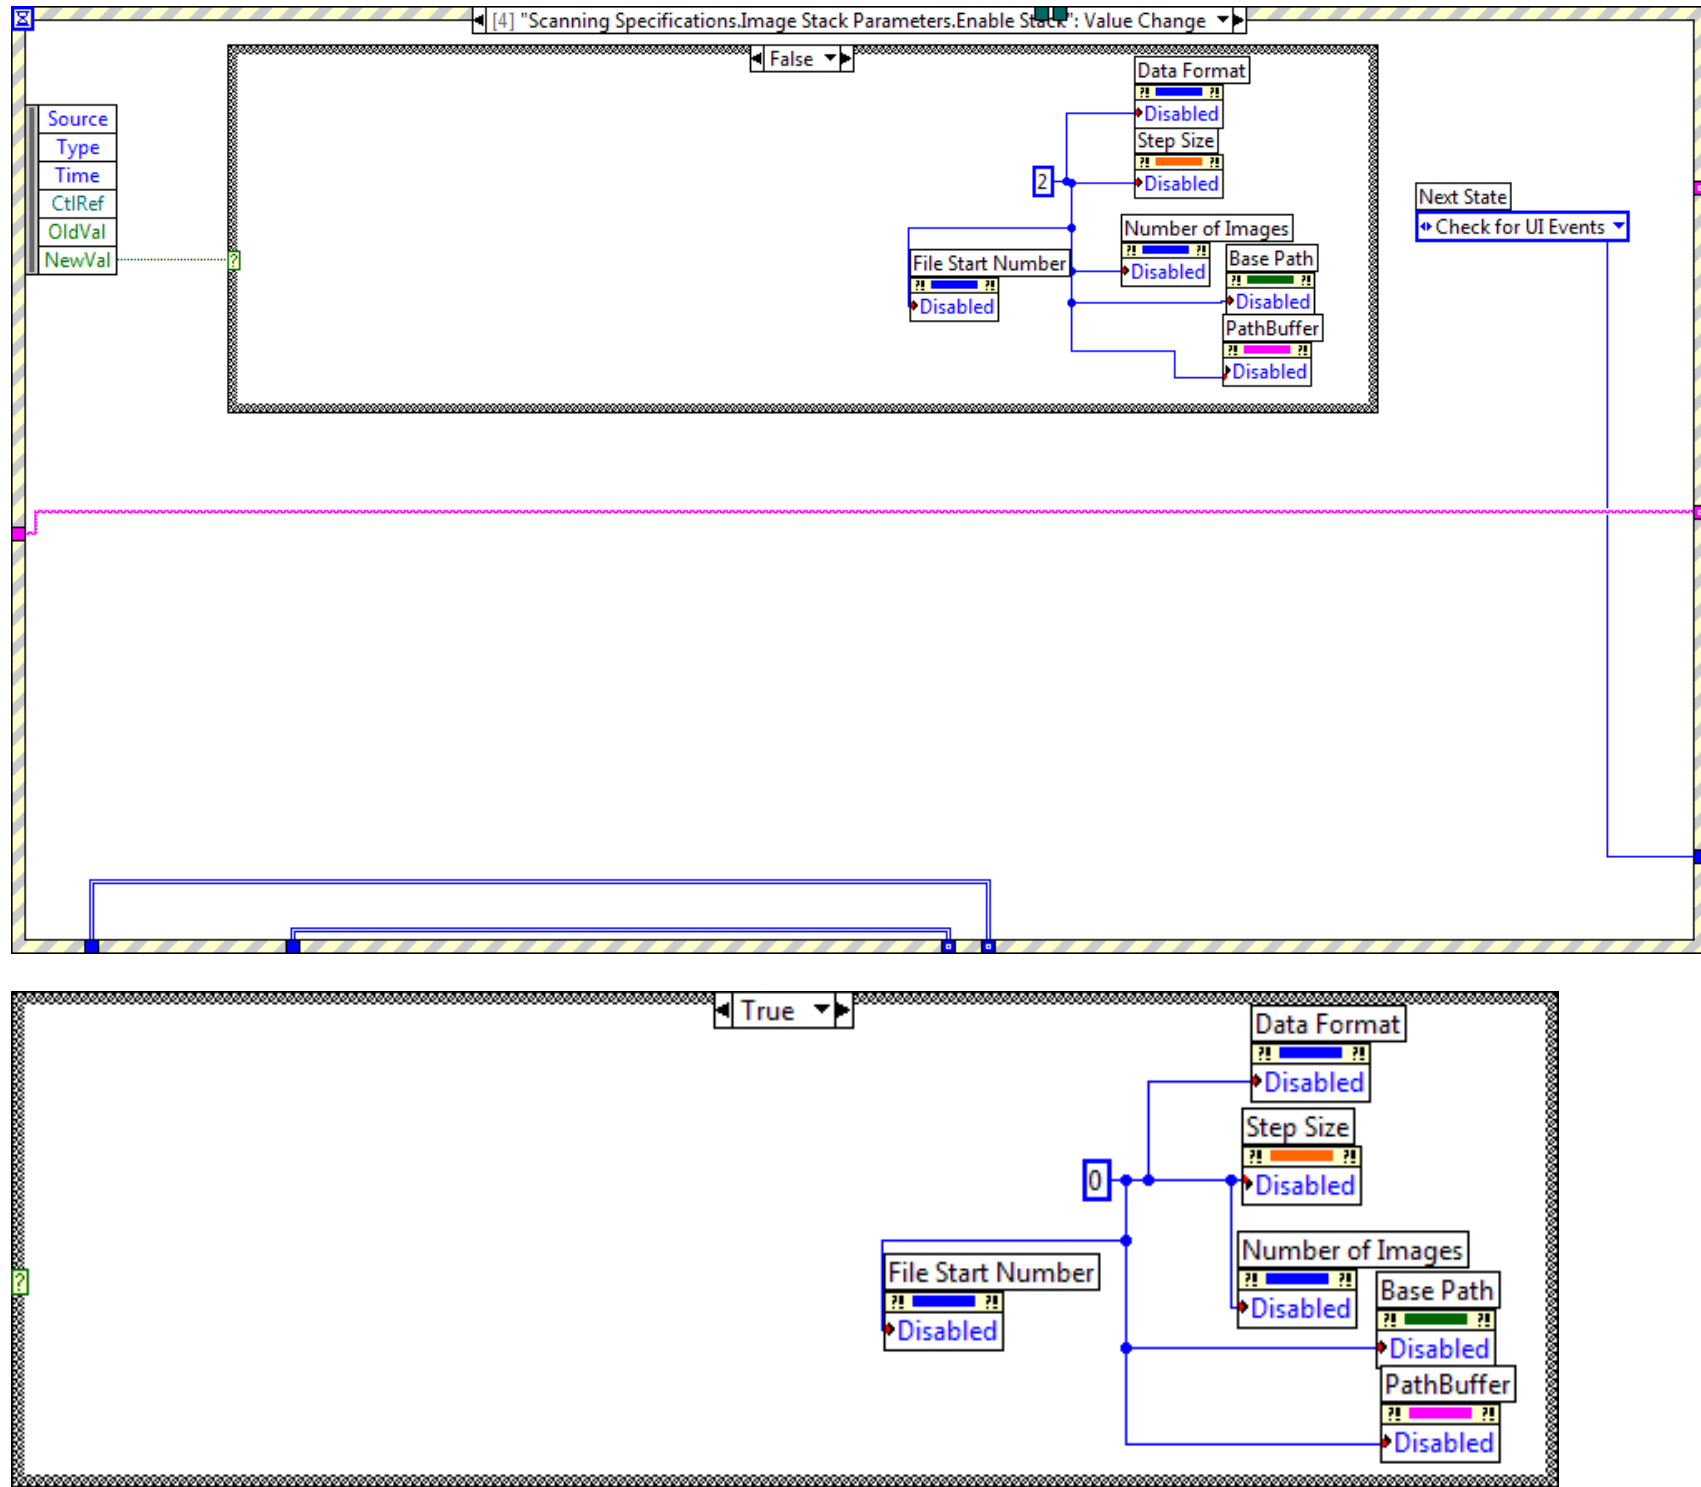 [4] "Scanning Specifications.Image Stack Parameters.Enable Stack": Value Change
False
Data Format
Disabled
Source
Type
Time
CtlRef
OldVal
NewVal
?
Step Size
2
Disabled
Next State
Check for UI Events
Number of Images
Disabled
File Start Number
Disabled
Base Path
Disabled
PathBuffer
Disabled
True
Data Format
Disabled
Step Size
0
Disabled
Number of Images
Disabled
?
File Start Number
Disabled
Base Path
Disabled
PathBuffer
Disabled